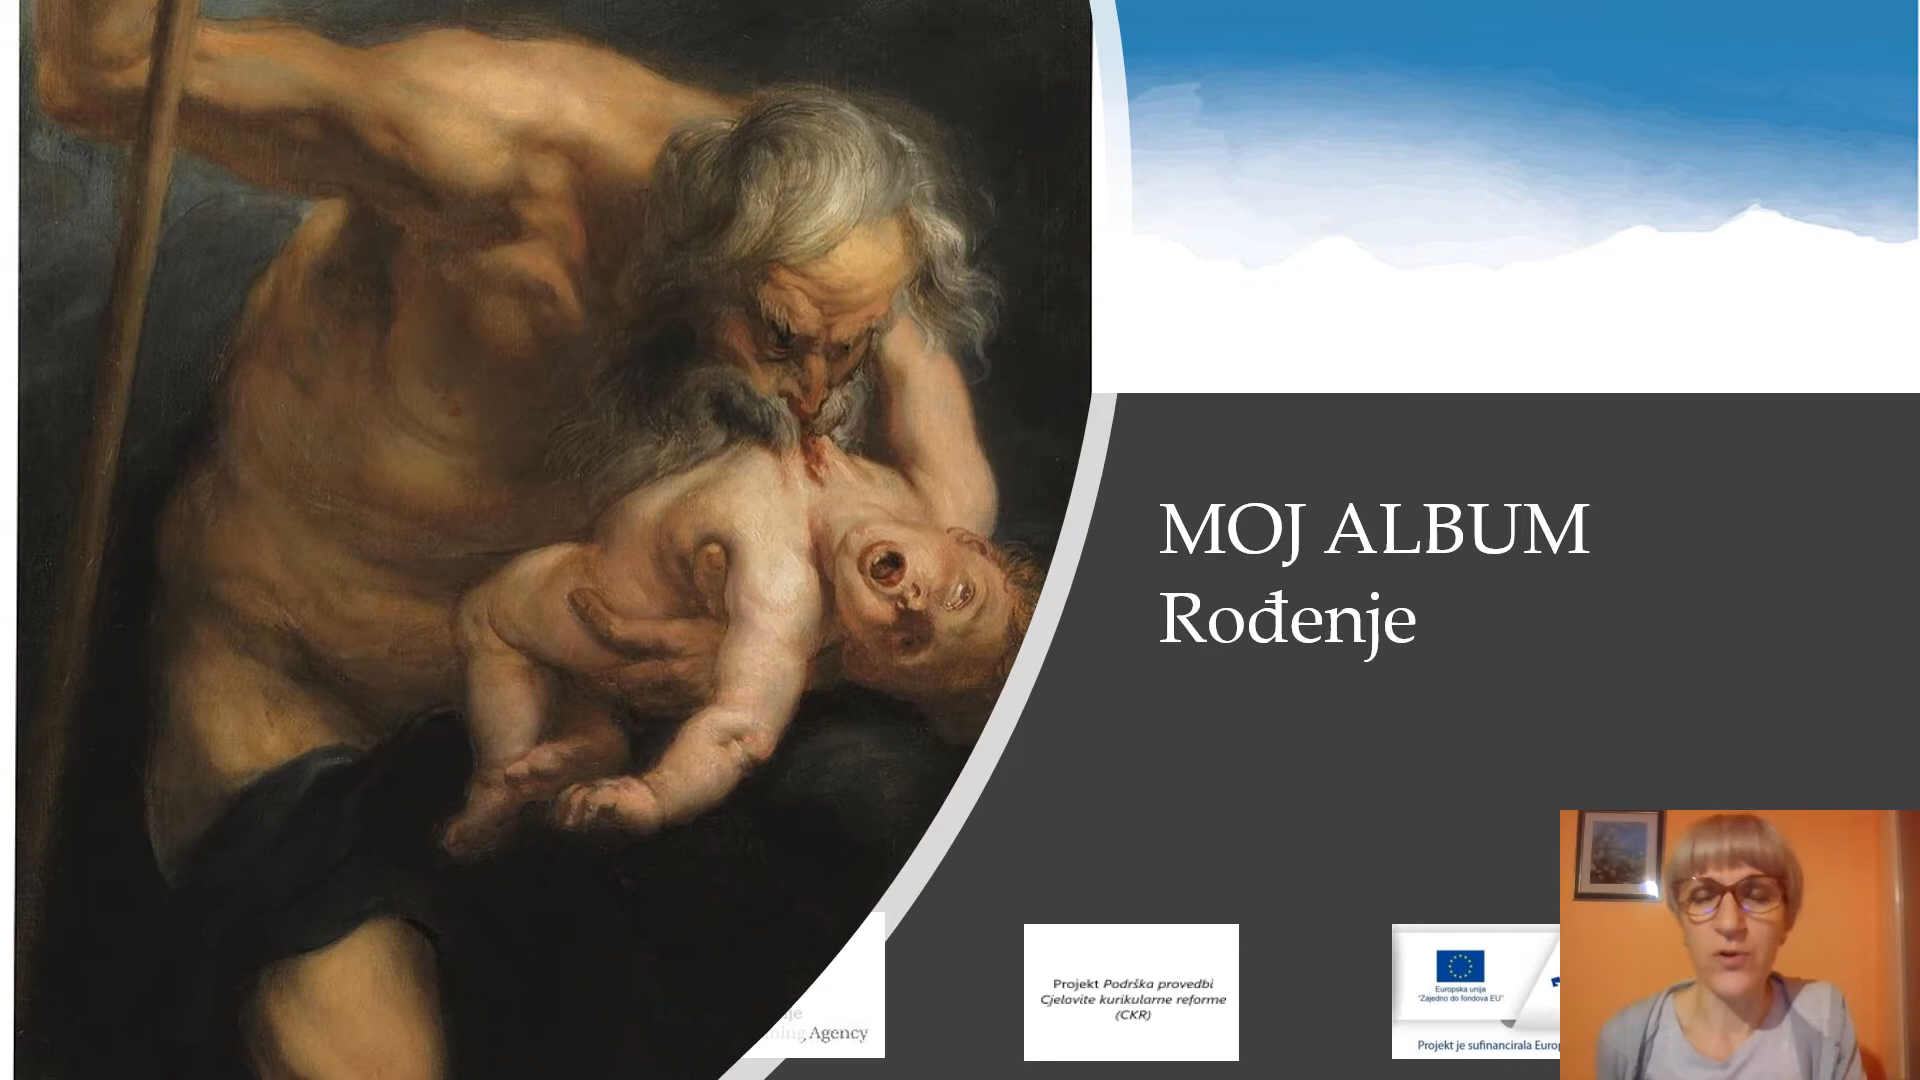 MOJ ALBUM
Rođenje
Agency
Projekt Podrška provedbi
Cjelovite kurikularne reforme
(CKR)
Europska unija
"Zajedno do fondova EU"
Projekt je sufinancirala